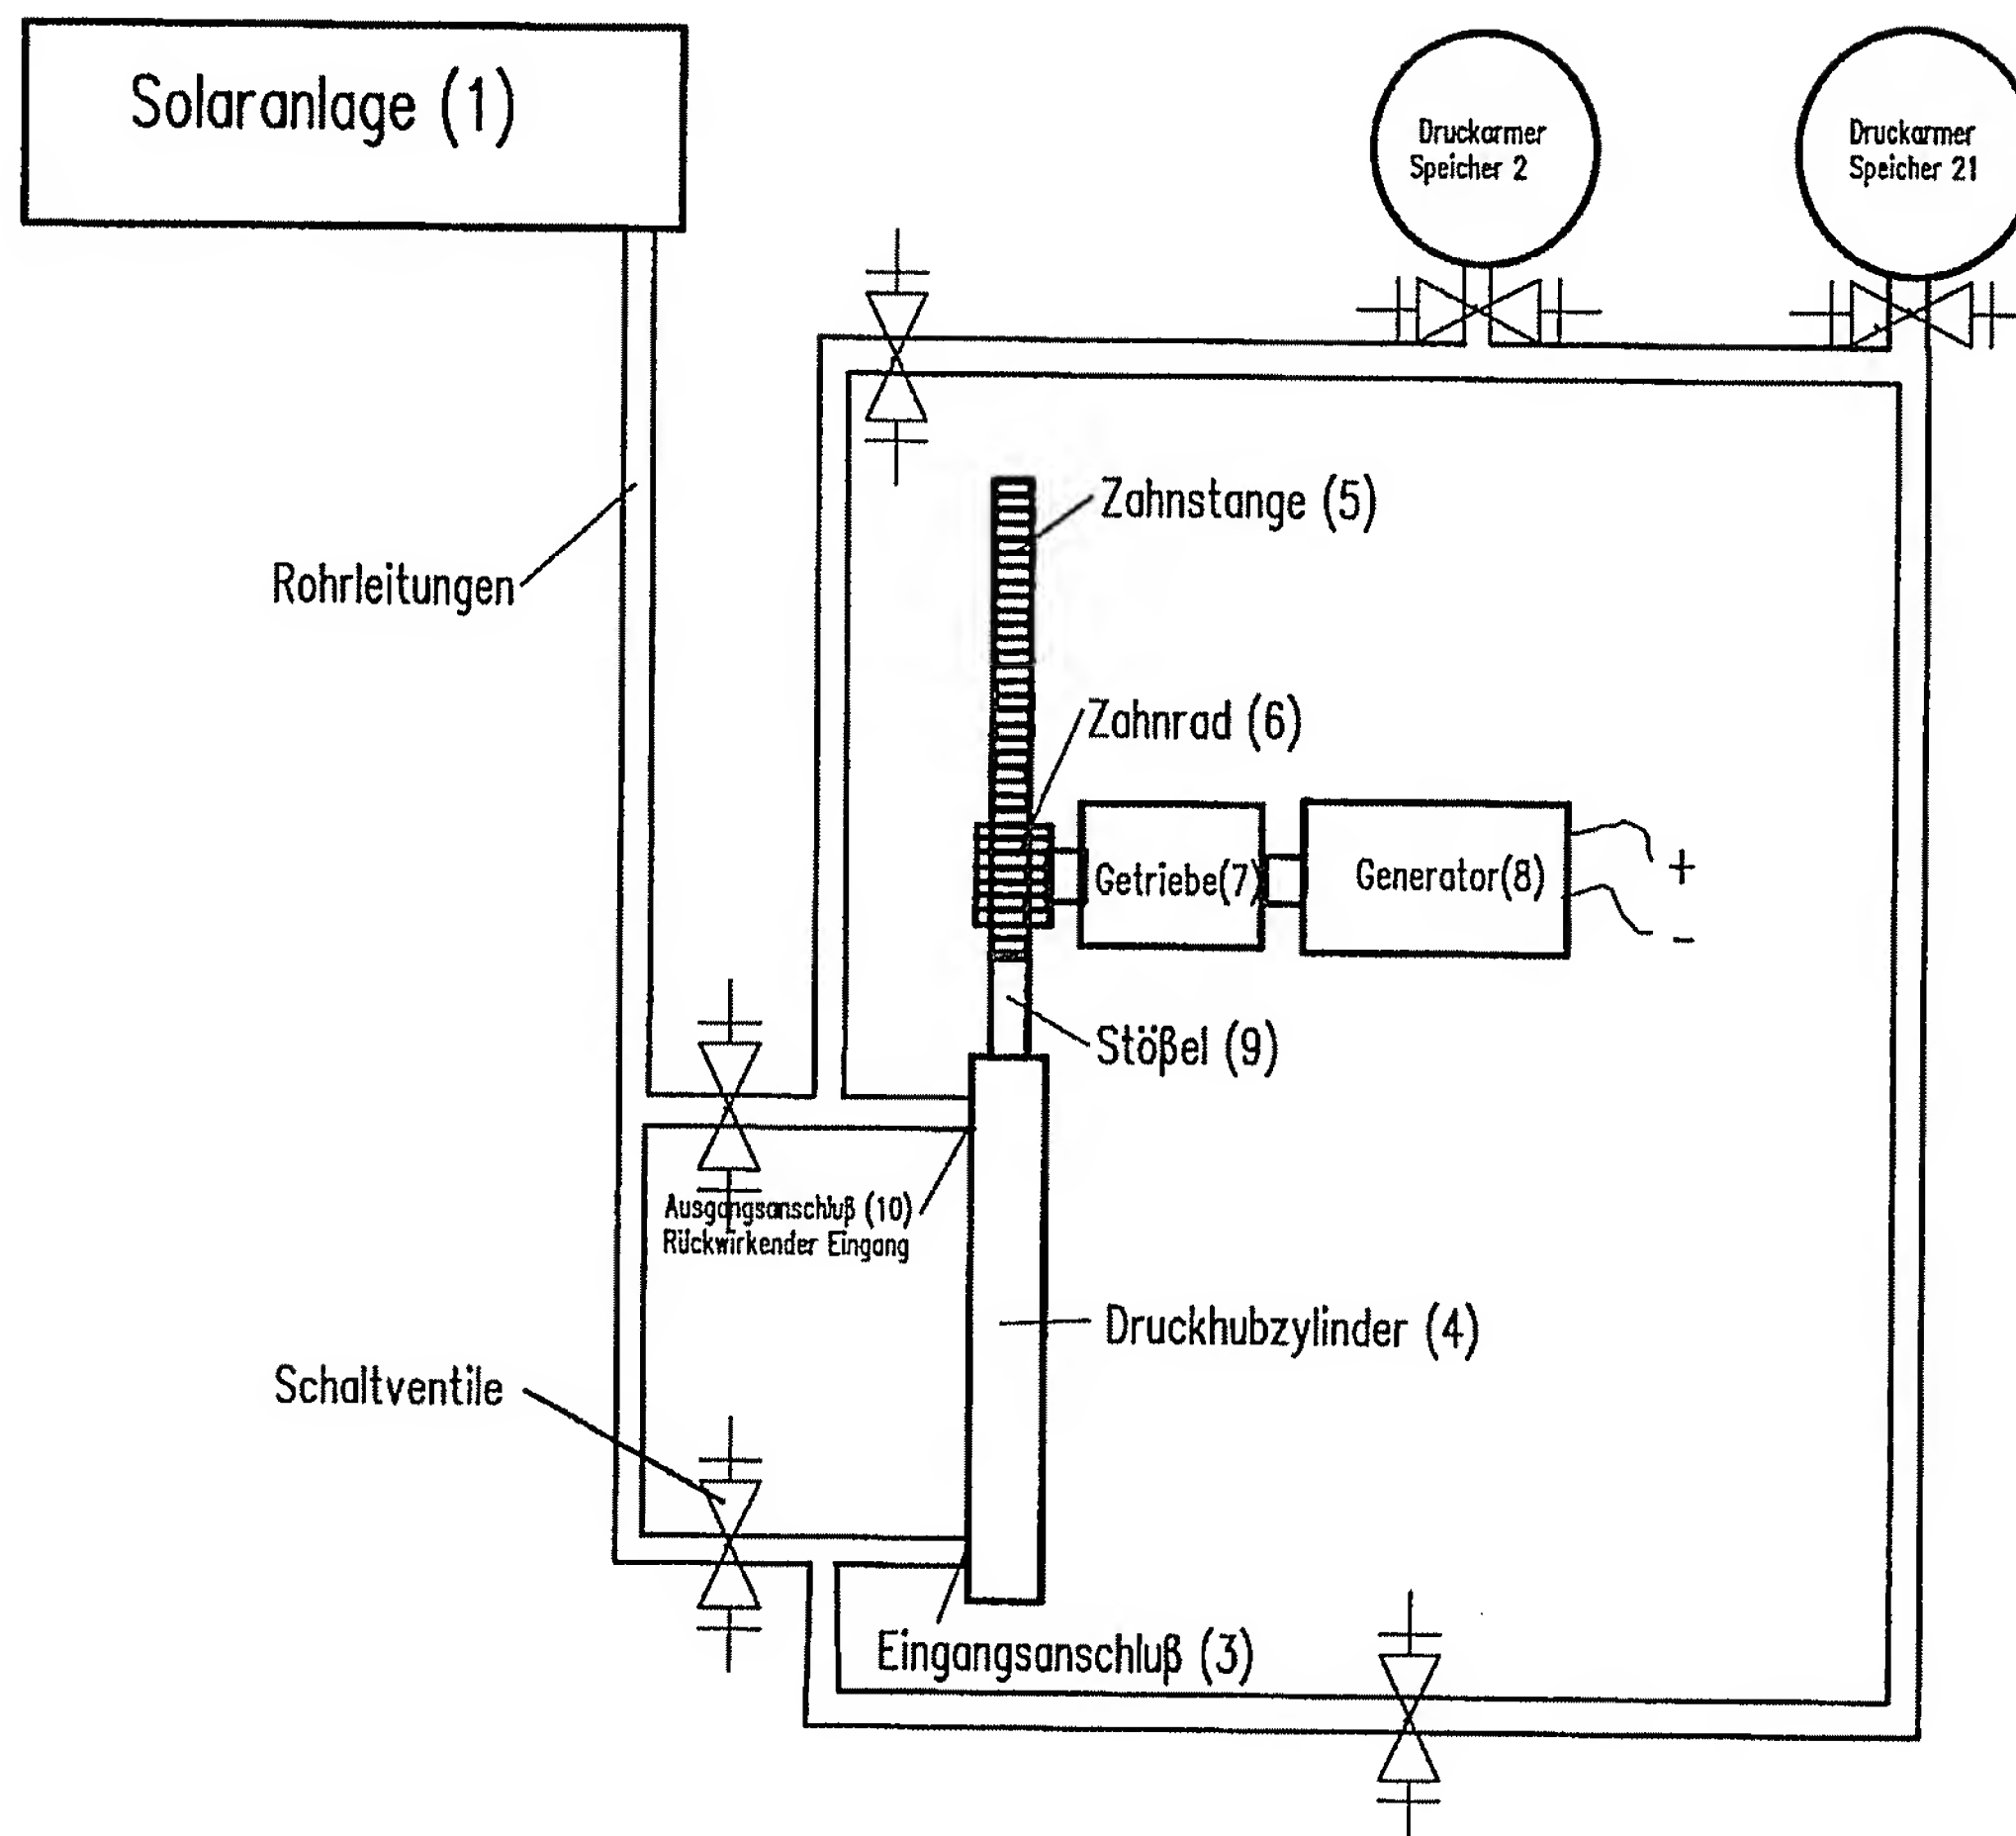 Solaranlage (1)
Druckarmer
Speicher 2
Druckarmer
Speicher 21
Zahnstange (5)
Rohrleitungen
Zahnrad (6)
Getriebe(7)
Generator(8)
+
-
Stößel (9)
Ausgangsanschluß (10)
Rückwirkender Eingang
Druckhubzylinder (4)
Schaltventile
Eingangsanschluß (3)